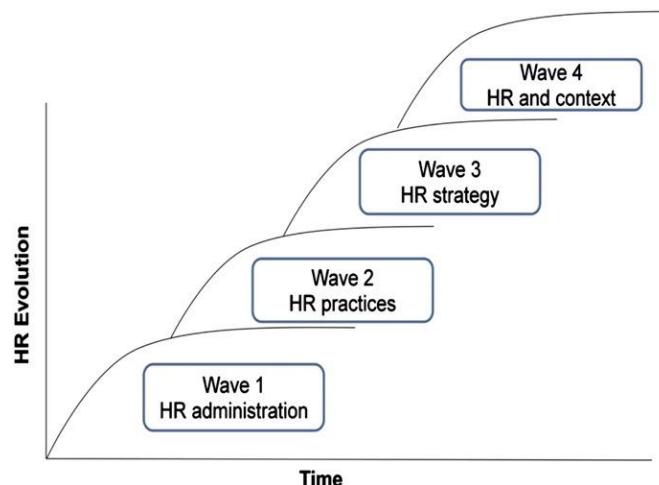 Wave 4
HR and context
Wave 3
HR strategy
Wave 2
HR practices
Wave 1
HR administration
HR Evolution
Time